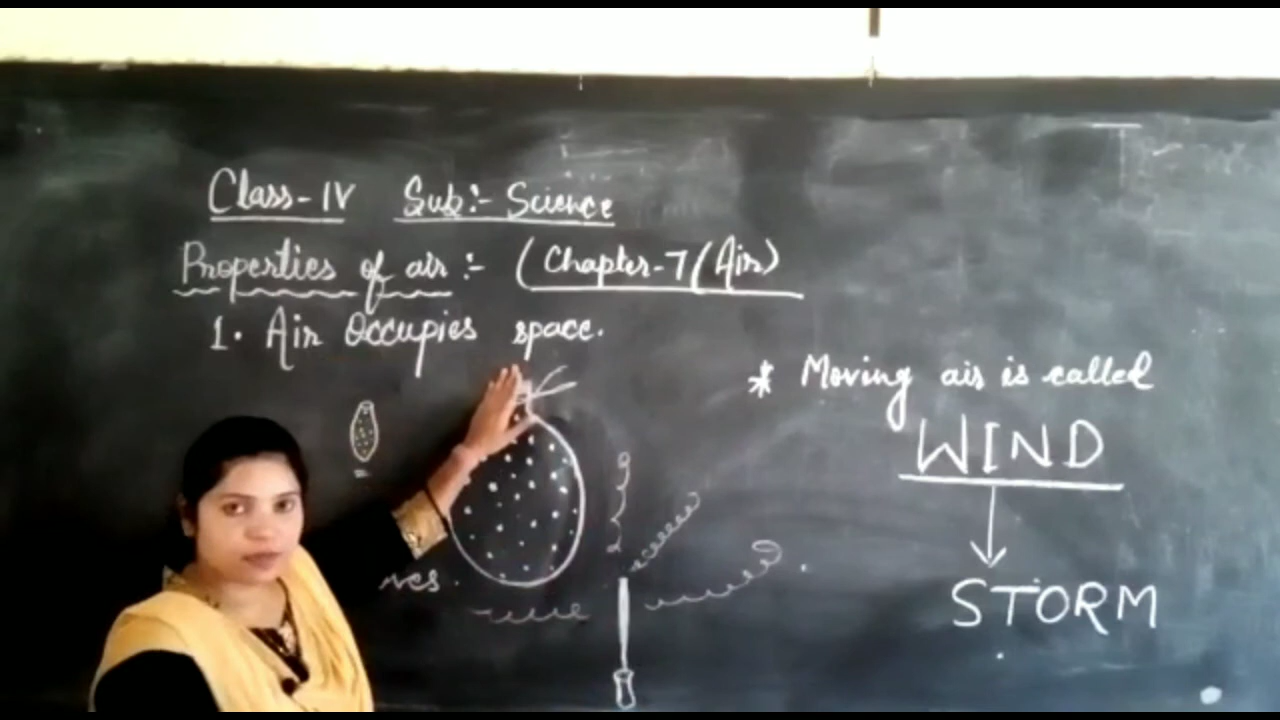 Class-IV Sub:- Science
Properties of air:- (Chapter-7(Air)
1. Air Occupies space.
* Moving air is called
WIND
STORM